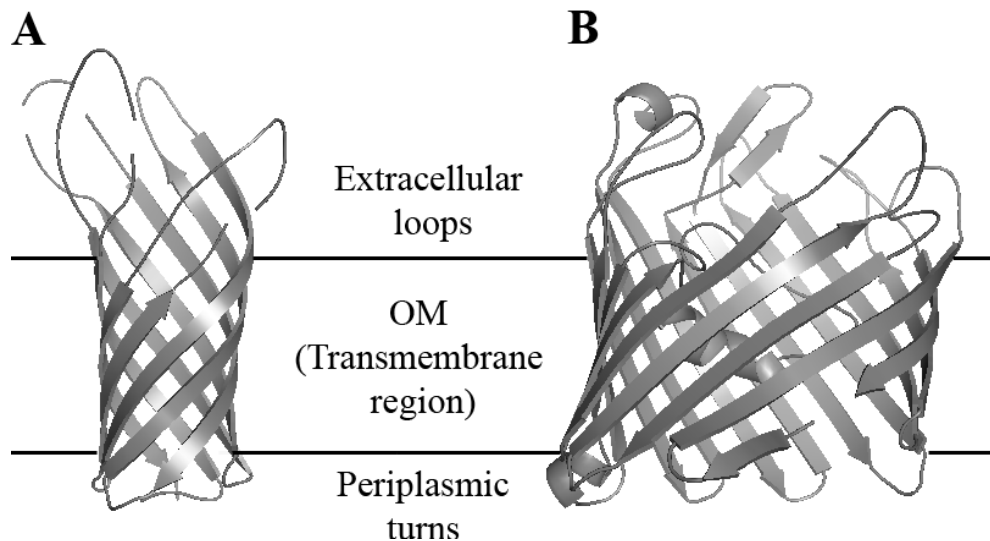 A
B
Extracellular
loops
OM
(Transmembrane
region)
Periplasmic
turns